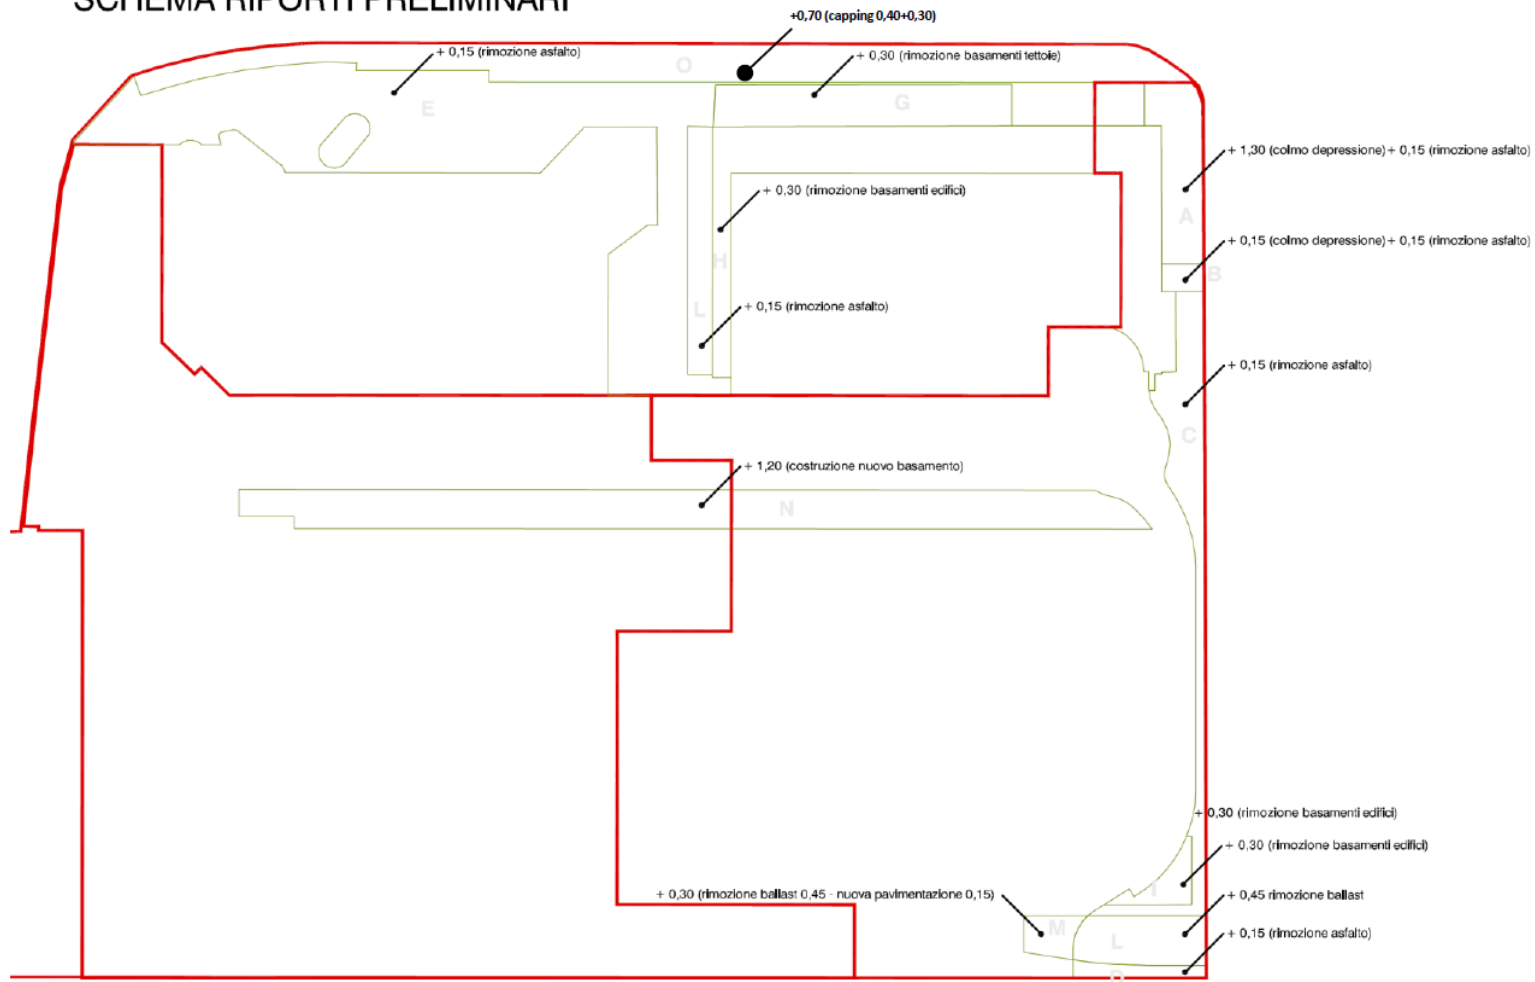 SCHEMA RIPORTI PRELIMINARI
+0,70 (capping 0,40+0,30)
+ 0,15 (rimozione asfalto)
O
+ 0,30 (rimozione basamenti tettoie)
E
G
+ 1,30 (colmo depressione)+ 0,15 (rimozione asfalto)
+ 0,30 (rimozione basamenti edifici)
A
+ 0,15 (colmo depressione)+ 0,15 (rimozione asfalto)
H
B
L
+ 0,15 (rimozione asfalto)
+ 0,15 (rimozione asfalto)
C
+ 1,20 (costruzione nuovo basamento)
N
+ 0,30 (rimozione basamenti edifici)
+ 0,30 (rimozione basamenti edifici)
I
+ 0,30 (rimozione ballast 0,45 - nuova pavimentazione 0,15)
+ 0,45 rimozione ballast
M
L
+ 0,15 (rimozione asfalto)